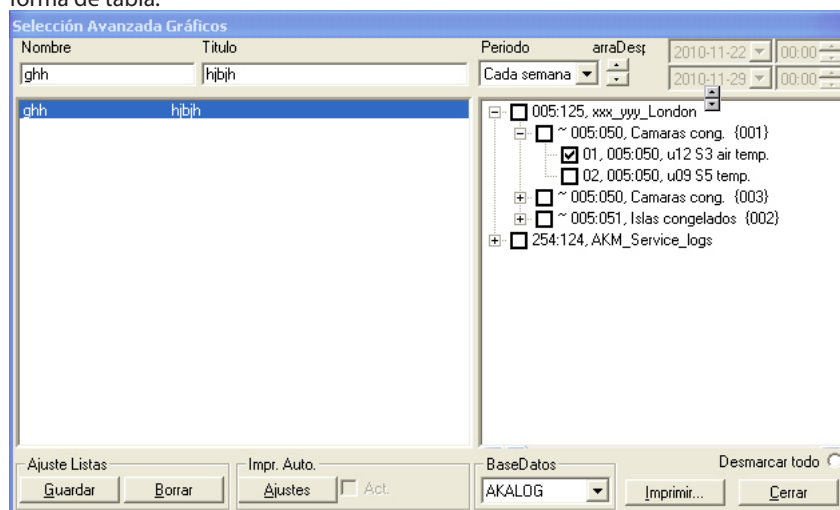 forma de tabla.
Selección Avanzada Gráficos
Nombre Titulo Periodo arraDesp 2010-11-22 00:00
ghh hjbjh Cada semana 2010-11-29 00:00
ghh hjbjh
005:125, xxx_yyy_London
~ 005:050, Camaras cong. {001}
01, 005:050, u12 S3 air temp.
02, 005:050, u09 S5 temp.
~ 005:050, Camaras cong. {003}
~ 005:051, Islas congelados {002}
254:124, AKM_Service_logs
Ajuste Listas Impr. Auto. BaseDatos Desmarcar todo
Guardar Borrar Ajustes Act. AKALOG Imprimir... Cerrar